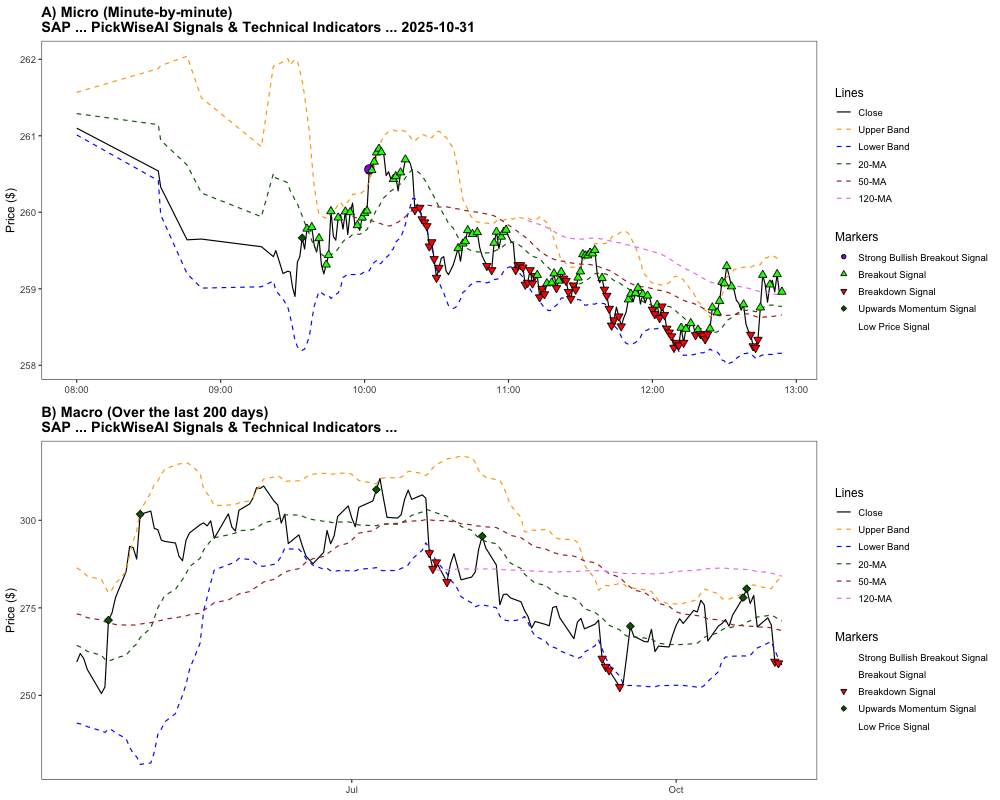 A) Micro (Minute-by-minute)
SAP ... PickWiseAI Signals & Technical Indicators ... 2025-10-31
262
261
260
259
258
Price ($)
08:00
09:00
10:00
11:00
12:00
13:00
Lines
Close
Upper Band
Lower Band
20-MA
50-MA
120-MA
Markers
Strong Bullish Breakout Signal
Breakout Signal
Breakdown Signal
Upwards Momentum Signal
Low Price Signal
B) Macro (Over the last 200 days)
SAP ... PickWiseAI Signals & Technical Indicators ...
300
275
250
Price ($)
Jul
Oct
Lines
Close
Upper Band
Lower Band
20-MA
50-MA
120-MA
Markers
Strong Bullish Breakout Signal
Breakout Signal
Breakdown Signal
Upwards Momentum Signal
Low Price Signal